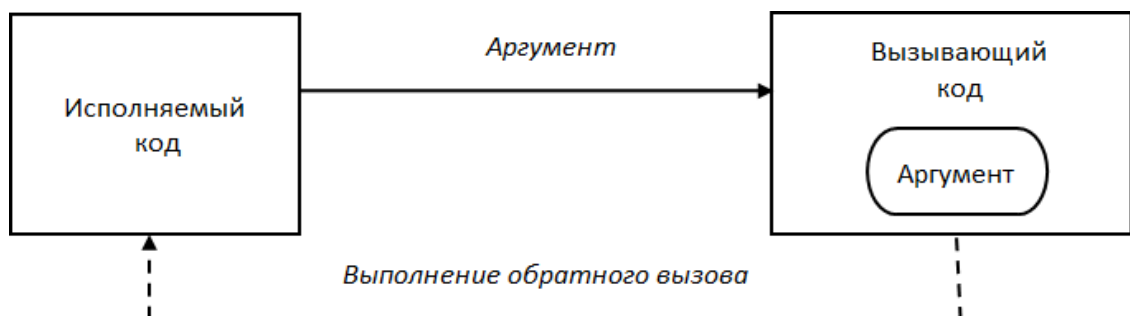 Аргумент
Вызывающий
код
Исполняемый
код
Аргумент
Выполнение обратного вызова